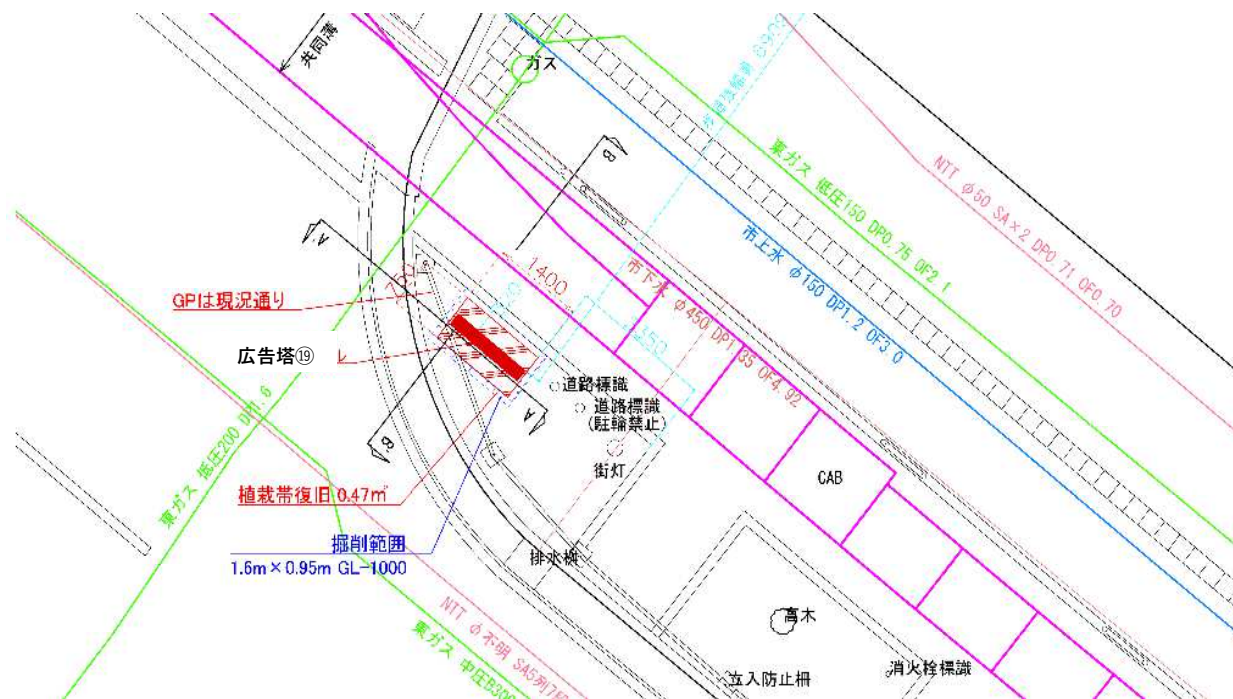 共同溝
ガス
B
東ガス 低圧150 DP0.75 OF2.1
NTT φ50 SA×2 DP0.71 OF0.70
市上水 φ150 DP1.2 OF3.0
A
750
1400
市下水 φ450 DP1.35 OF4.92
GPは現況通り
広告塔⑲
道路標識
道路標識
(駐輪禁止)
A
B
街灯
CAB
東ガス 低圧200 DP1.6
植栽帯復旧 0.47㎡
掘削範囲
1.6m×0.95m GL-1000
排水桝
高木
NTT φ不明
東ガス 中圧B300
立入防止柵
消火栓標識